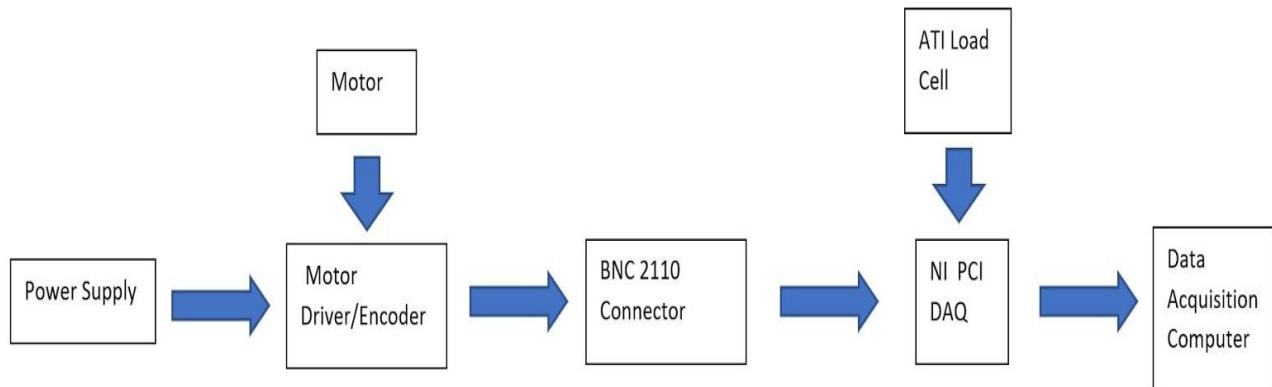 Motor
ATI Load
Cell
Power Supply
Motor
Driver/Encoder
BNC 2110
Connector
NI PCI
DAQ
Data
Acquisition
Computer